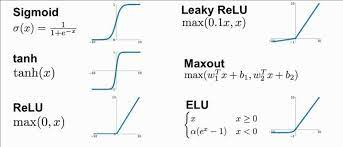 Sigmoid
σ(x) = 1/(1+e^−x)
tanh
tanh(x)
ReLU
max(0, x)
Leaky ReLU
max(0.1x, x)
Maxout
max(w₁ᵀx + b₁, w₂ᵀx + b₂)
ELU
{x x ≥ 0
α(eˣ − 1) x < 0